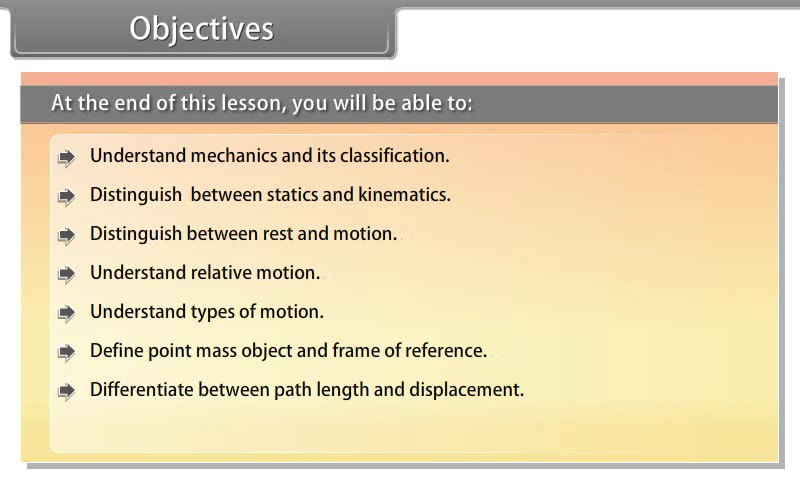 Objectives
At the end of this lesson, you will be able to:
Understand mechanics and its classification.
Distinguish between statics and kinematics.
Distinguish between rest and motion.
Understand relative motion.
Understand types of motion.
Define point mass object and frame of reference.
Differentiate between path length and displacement.